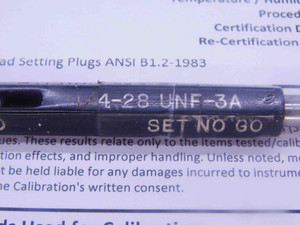 Temperature / Humi
Proced
Certification D
Re-Certification
ad Setting Plugs ANSI B1.2-1983
4-28 UNF-3A
SET NO GO
ues. These results relate only to the items tested/calib
tion effects, and improper handling. Unless noted, m
t be held liable for any damages incurred to instrume
he Calibration's written consent.